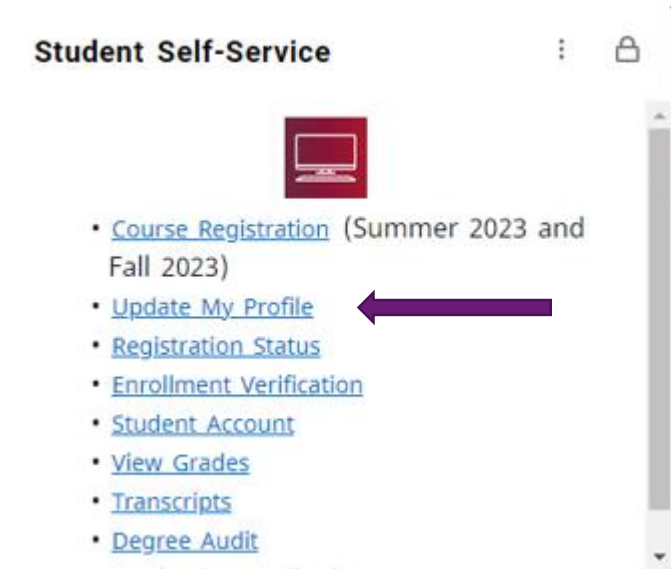 Student Self-Service
• Course Registration (Summer 2023 and
Fall 2023)
• Update My Profile
• Registration Status
• Enrollment Verification
• Student Account
• View Grades
• Transcripts
• Degree Audit